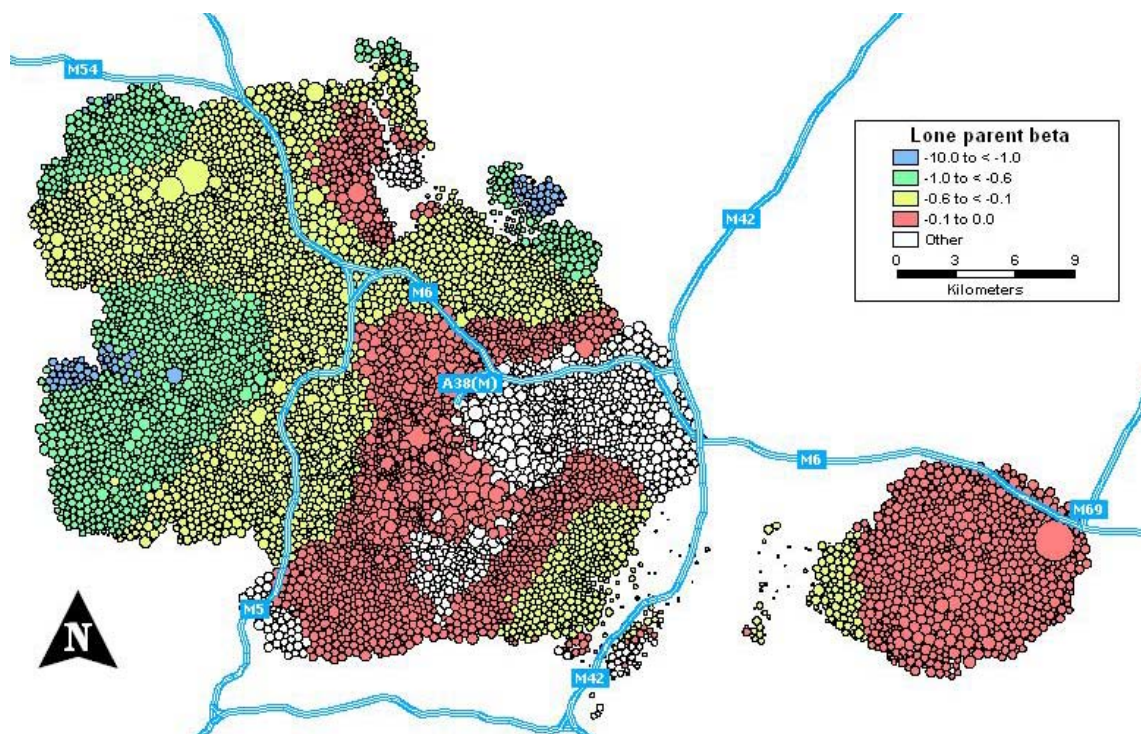 M54
Lone parent beta
-10.0 to < -1.0
-1.0 to < -0.6
-0.6 to < -0.1
-0.1 to 0.0
Other
0 3 6 9
Kilometers
M42
M6
A38(M)
M6
M69
M5
N
M42